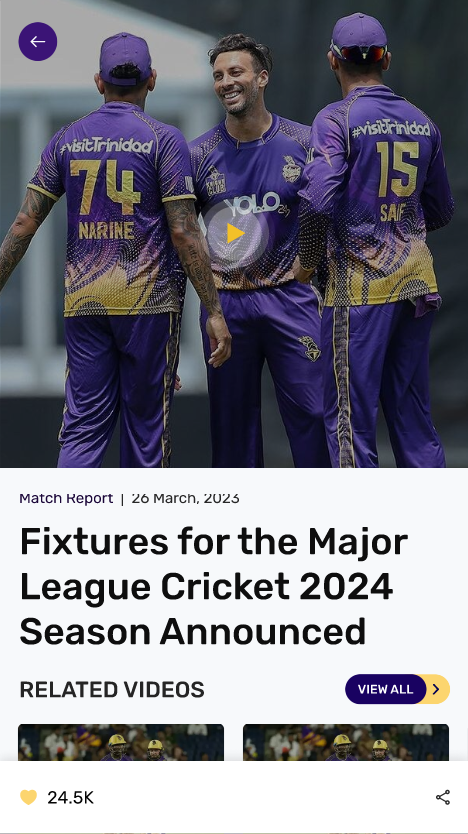 #visitTrinidad
74
NARINE
YOLO
24
#visitTrinidad
15
SAIF
Match Report | 26 March, 2023
Fixtures for the Major
League Cricket 2024
Season Announced
RELATED VIDEOS
VIEW ALL
24.5K